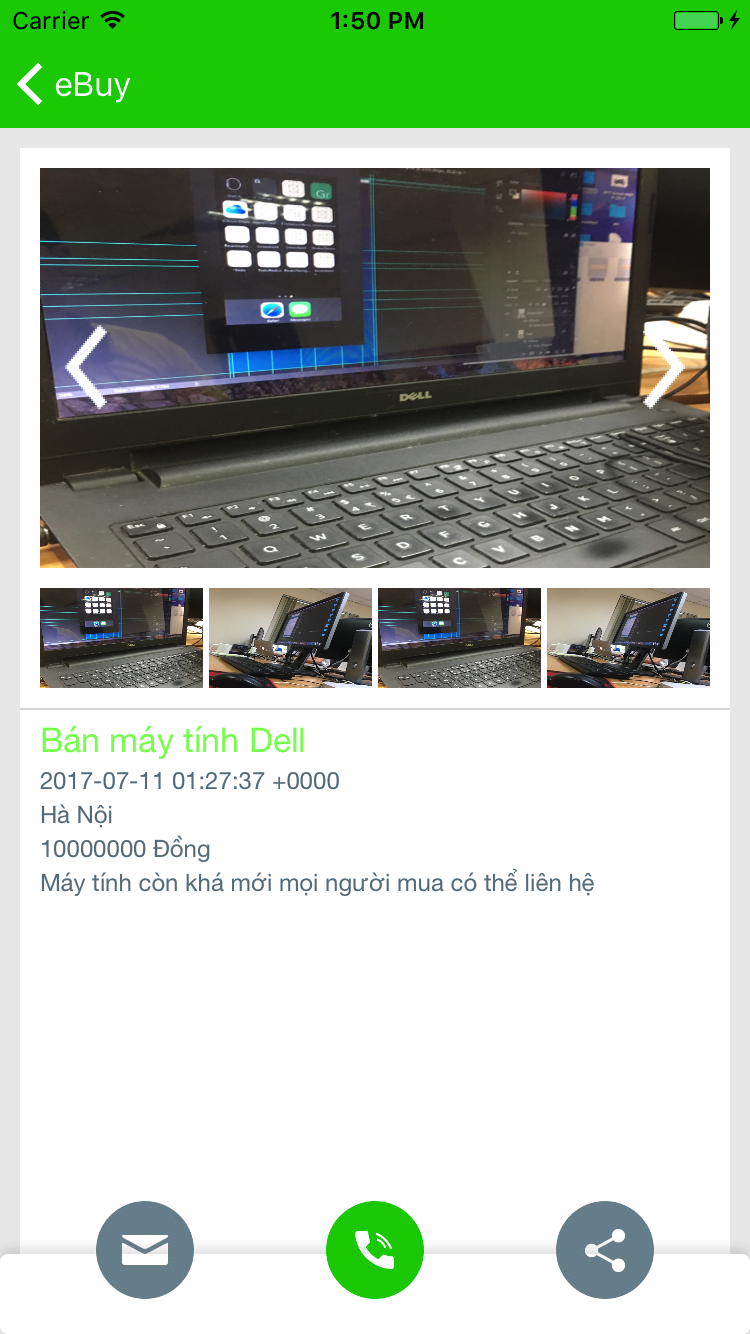 Carrier
1:50 PM
eBuy
Gr
DELL
Bán máy tính Dell
2017-07-11 01:27:37 +0000
Hà Nội
10000000 Đồng
Máy tính còn khá mới mọi người mua có thể liên hệ